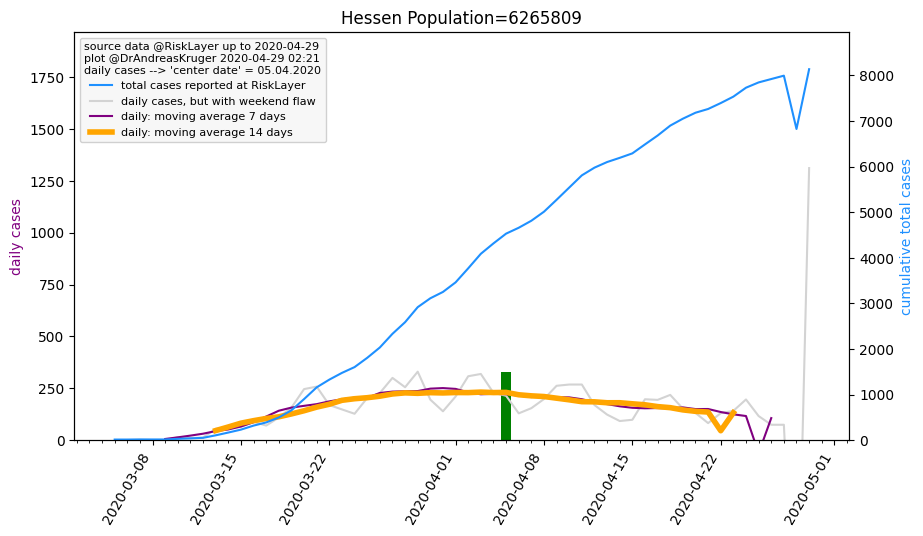 Hessen Population=6265809
source data @RiskLayer up to 2020-04-29
plot @DrAndreasKruger 2020-04-29 02:21
daily cases --> 'center date' = 05.04.2020
total cases reported at RiskLayer
daily cases, but with weekend flaw
daily: moving average 7 days
daily: moving average 14 days
daily cases
1750
1500
1250
1000
750
500
250
0
8000
7000
6000
5000
4000
3000
2000
1000
0
cumulative total cases
2020-03-08
2020-03-15
2020-03-22
2020-04-01
2020-04-08
2020-04-15
2020-04-22
2020-05-01